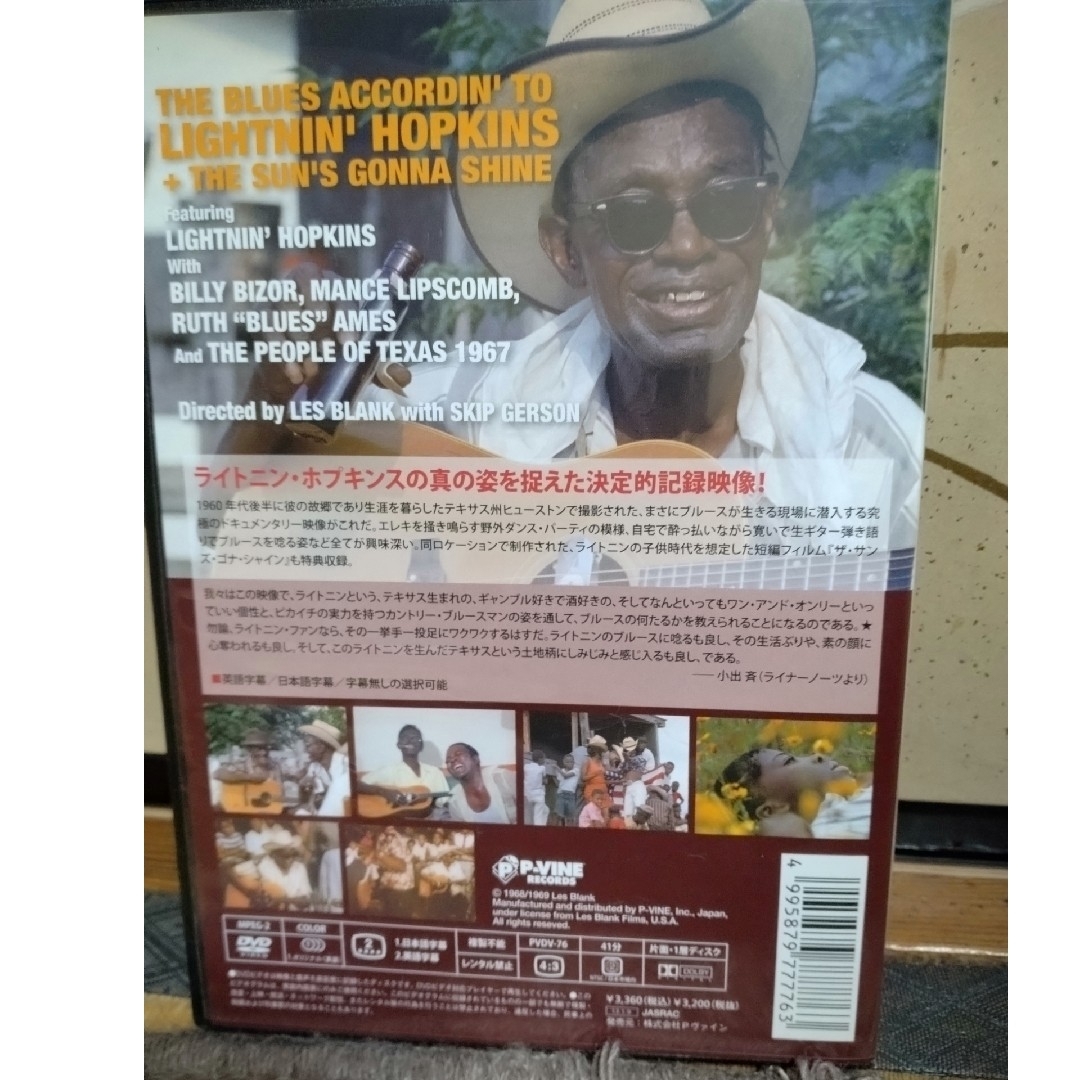 THE BLUES ACCORDIN' TO
LIGHTNIN' HOPKINS
+ THE SUN'S GONNA SHINE
Featuring
LIGHTNIN' HOPKINS
With
BILLY BIZOR, MANCE LIPSCOMB,
RUTH “BLUES” AMES
And THE PEOPLE OF TEXAS 1967
Directed by LES BLANK with SKIP GERSON
ライトニン・ホプキンスの真の姿を捉えた決定的記録映像!
1960年代後半に彼の故郷であり生涯を暮らしたテキサス州ヒューストンで撮影された、まさにブルースが生きる現場に潜入する究
極のドキュメンタリー映像がこれだ。エレキを掻き鳴らす野外ダンス・パーティの模様、自宅で酔っ払いながら寛いで生ギター弾き語
りでブルースを唸る姿など全てが興味深い。同ロケーションで制作された、ライトニンの子供時代を想定した短編フィルム『ザ・サン
ズ・ゴナ・シャイン』も特典収録。
我々はこの映像で、ライトニンという、テキサス生まれの、ギャンブル好きで酒好きの、そしてなんといってもワン・アンド・オンリーといっ
ていい個性と、ピカイチの実力を持つカントリー・ブルースマンの姿を通して、ブルースの何たるかを教えられることになるのである。★
勿論、ライトニン・ファンなら、その一挙手一投足にワクワクするはずだ。ライトニンのブルースに唸るも良し、その生活ぶりや、素の顔に
心奪われるも良し、そして、このライトニンを生んだテキサスという土地柄にしみじみと感じ入るも良し、である。
── 小出 斉(ライナーノーツより)
■英語字幕/日本語字幕/字幕無しの選択可能
P-VINE
RECORDS
© 1968/1969 Les Blank
Manufactured and distributed by P-VINE, Inc., Japan,
under license from Les Blank Films, U.S.A.
All rights reseved.
MPEG-2 COLOR
DVD
2 1.日本語字幕
2.英語字幕
複製不能
レンタル禁止
PVDV-76
4:3
41分
片面・1層ディスク
DOLBY
¥3,360(税込) ¥3,200(税抜)
JASRAC
発売元:株式会社Pヴァイン
4 995879 777763